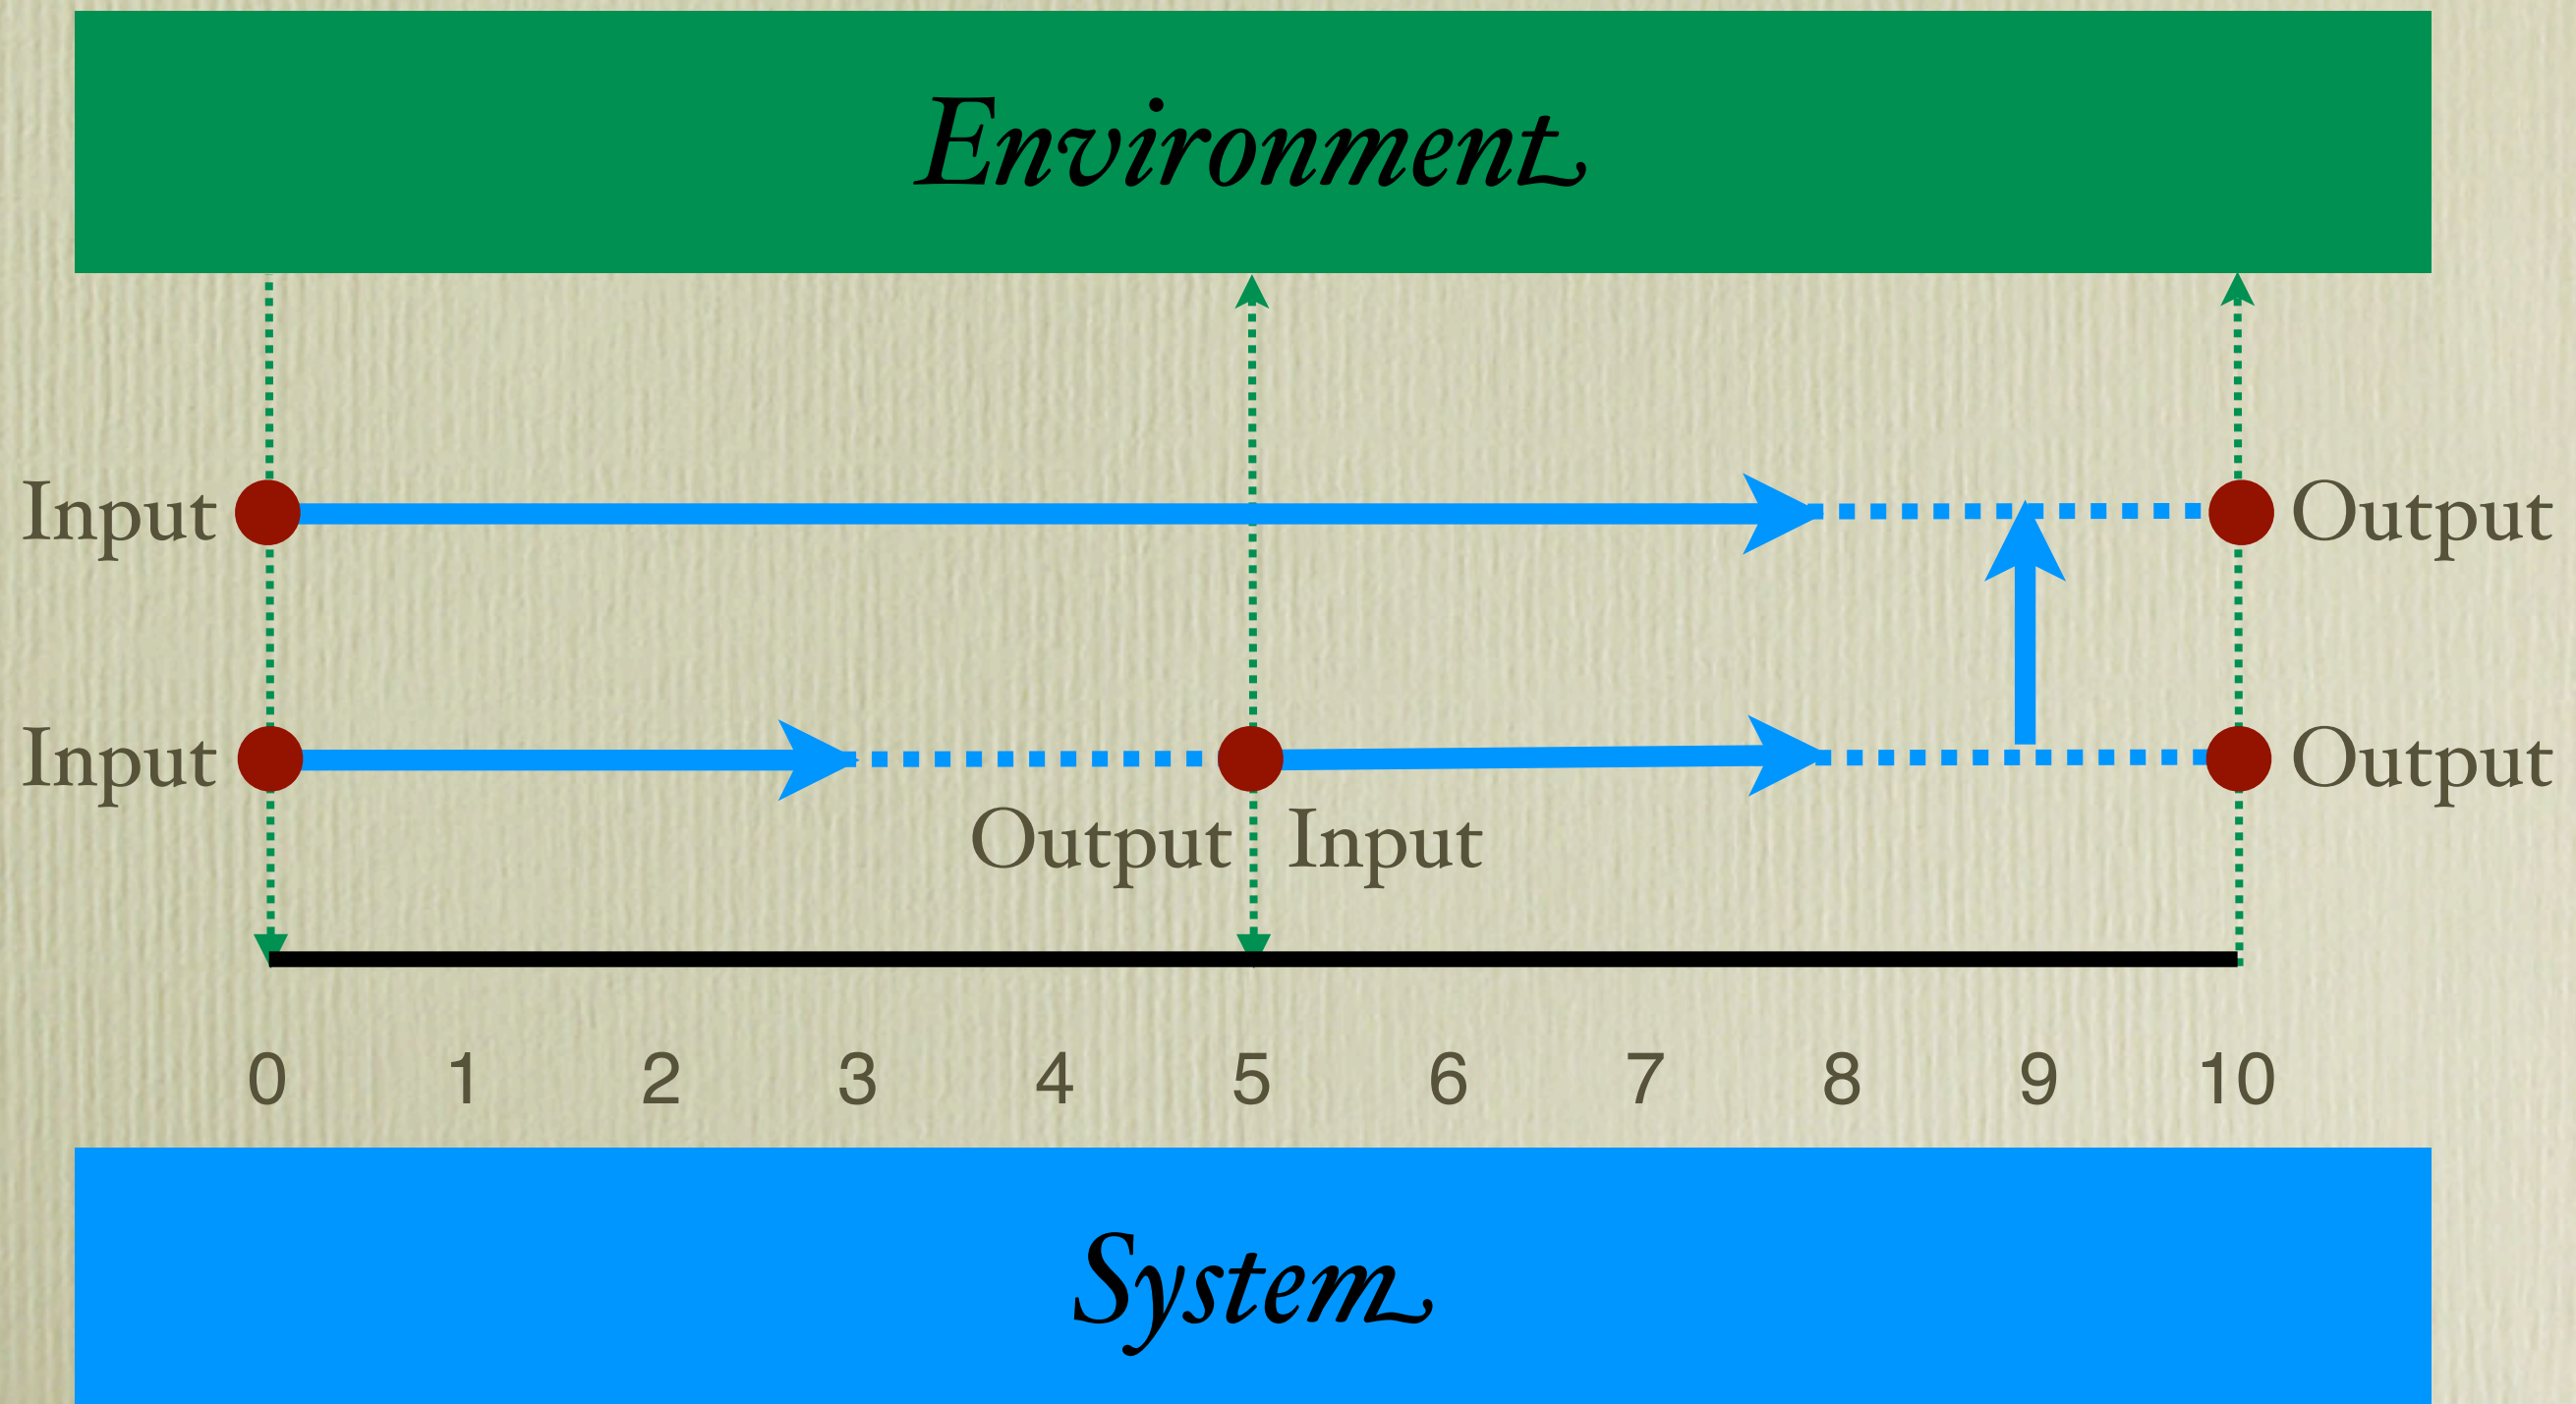 Environment
Input
Output
Input
Output
Output Input
0 1 2 3 4 5 6 7 8 9 10
System